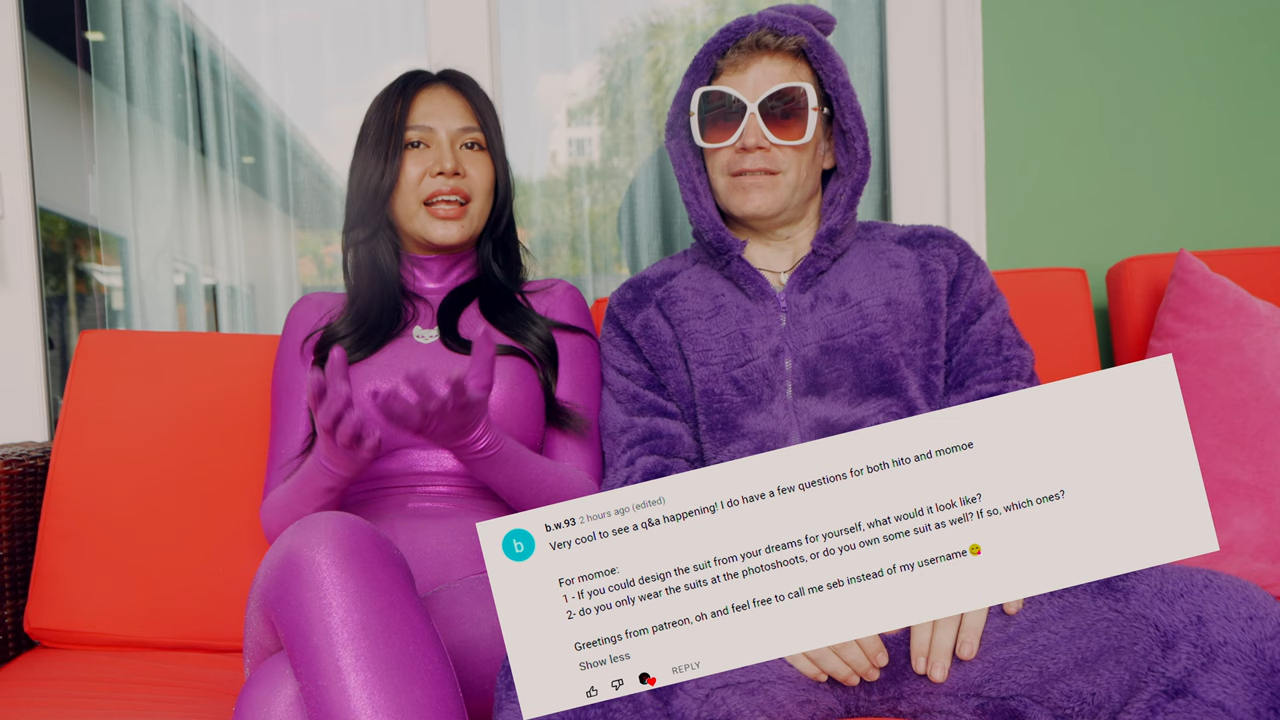 b.w.93 2 hours ago (edited)
Very cool to see a q&a happening! I do have a few questions for both hito and momoe
For momoe:
1 - If you could design the suit from your dreams for yourself, what would it look like?
2- do you only wear the suits at the photoshoots, or do you own some suit as well? If so, which ones?
Greetings from patreon, oh and feel free to call me seb instead of my username😋
Show less
REPLY